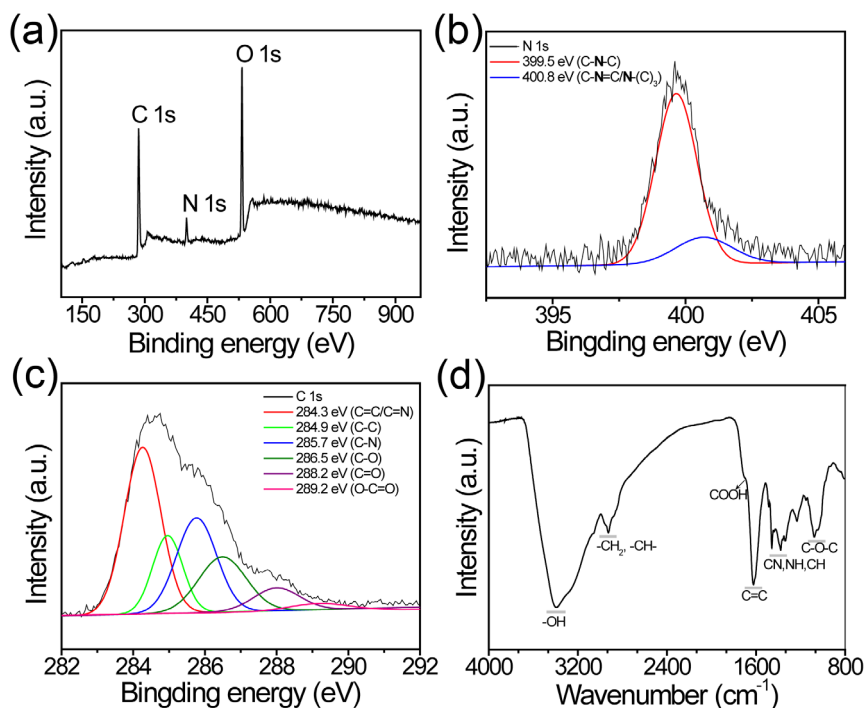 (a)
C 1s
N 1s
O 1s
Intensity (a.u.)
150 300 450 600 750 900
Binding energy (eV)
(b)
N 1s
399.5 eV (C-N-C)
400.8 eV (C-N=C/N-(C)₃)
Intensity (a.u.)
395 400 405
Bingding energy (eV)
(c)
C 1s
284.3 eV (C=C/C=N)
284.9 eV (C-C)
285.7 eV (C-N)
286.5 eV (C-O)
288.2 eV (C=O)
289.2 eV (O-C=O)
Intensity (a.u.)
282 284 286 288 290 292
Bingding energy (eV)
(d)
COOH
-CH₂, -CH-
C-O-C
CN,NH,CH
C=C
-OH
Intensity (a.u.)
4000 3200 2400 1600 800
Wavenumber (cm⁻¹)